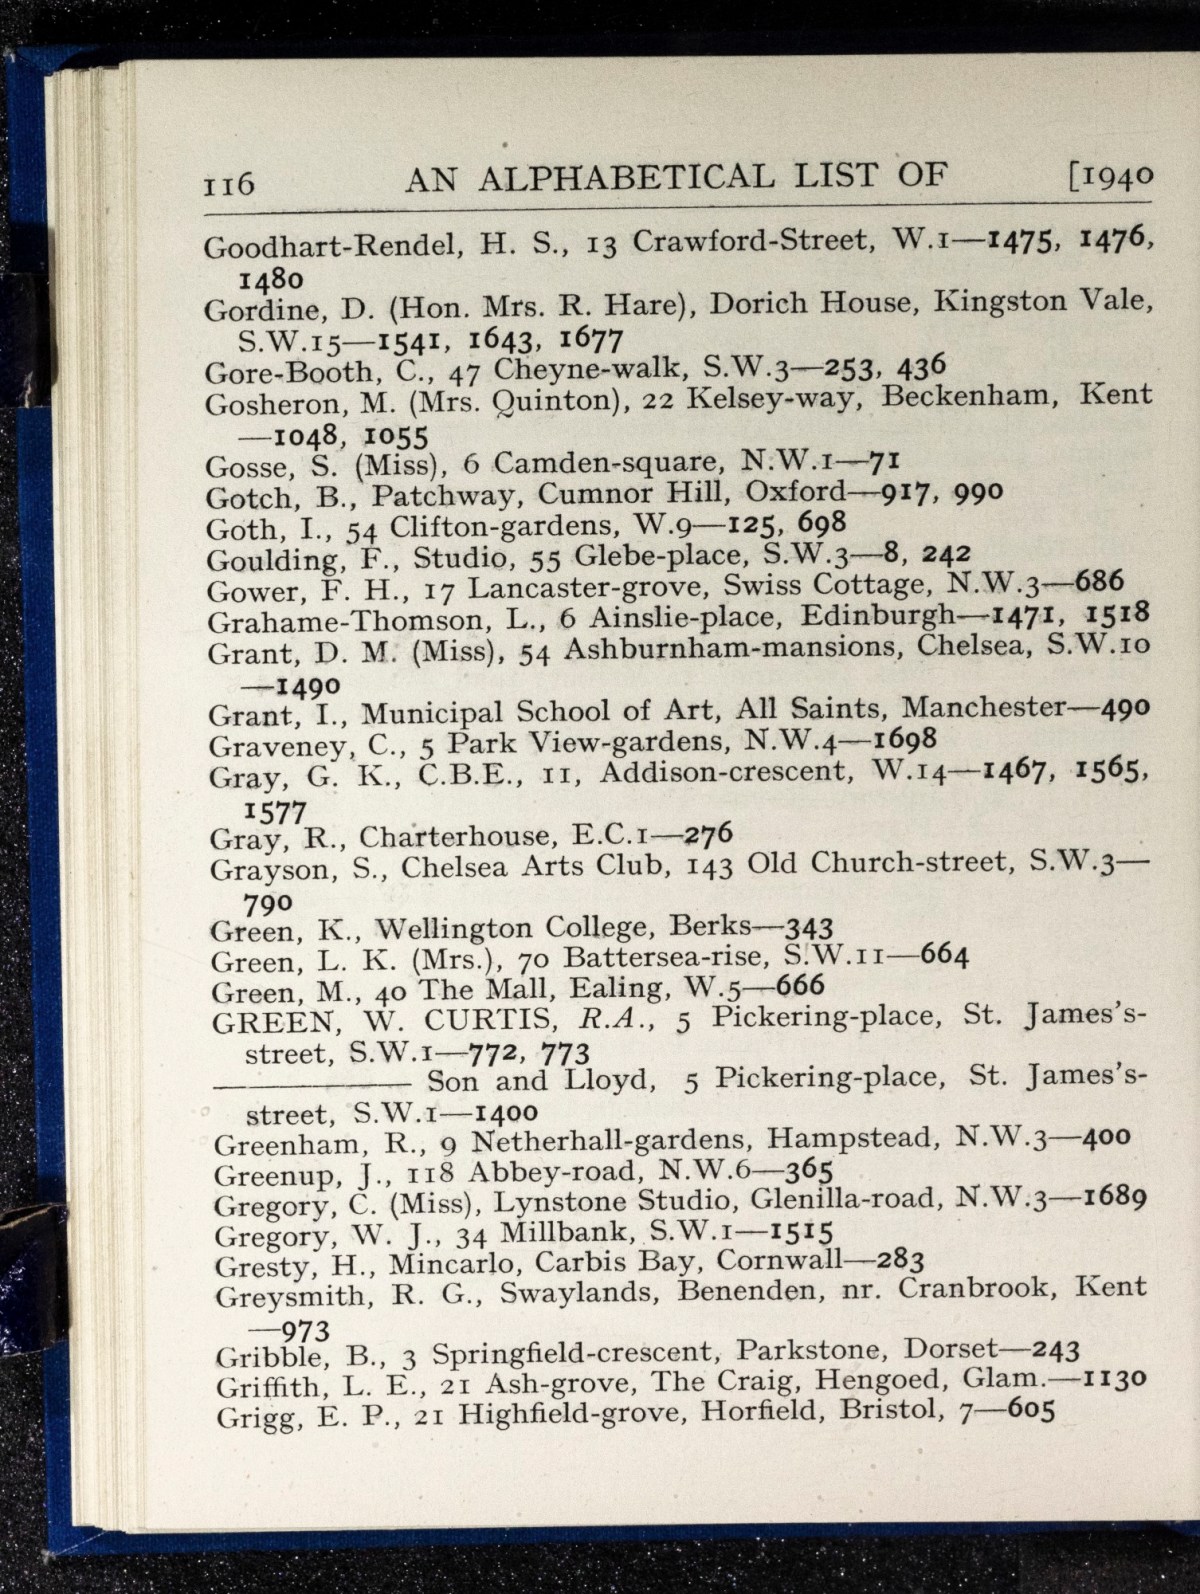 116 AN ALPHABETICAL LIST OF [1940
Goodhart-Rendel, H. S., 13 Crawford-Street, W.1—1475, 1476,
1480
Gordine, D. (Hon. Mrs. R. Hare), Dorich House, Kingston Vale,
S.W.15—1541, 1643, 1677
Gore-Booth, C., 47 Cheyne-walk, S.W.3—253, 436
Gosheron, M. (Mrs. Quinton), 22 Kelsey-way, Beckenham, Kent
—1048, 1055
Gosse, S. (Miss), 6 Camden-square, N.W.1—71
Gotch, B., Patchway, Cumnor Hill, Oxford—917, 990
Goth, I., 54 Clifton-gardens, W.9—125, 698
Goulding, F., Studio, 55 Glebe-place, S.W.3—8, 242
Gower, F. H., 17 Lancaster-grove, Swiss Cottage, N.W.3—686
Grahame-Thomson, L., 6 Ainslie-place, Edinburgh—1471, 1518
Grant, D. M. (Miss), 54 Ashburnham-mansions, Chelsea, S.W.10
—1490
Grant, I., Municipal School of Art, All Saints, Manchester—490
Graveney, C., 5 Park View-gardens, N.W.4—1698
Gray, G. K., C.B.E., 11, Addison-crescent, W.14—1467, 1565,
1577
Gray, R., Charterhouse, E.C.1—276
Grayson, S., Chelsea Arts Club, 143 Old Church-street, S.W.3—
790
Green, K., Wellington College, Berks—343
Green, L. K. (Mrs.), 70 Battersea-rise, S.W.11—664
Green, M., 40 The Mall, Ealing, W.5—666
GREEN, W. CURTIS, R.A., 5 Pickering-place, St. James's-
street, S.W.1—772, 773
——— Son and Lloyd, 5 Pickering-place, St. James's-
street, S.W.1—1400
Greenham, R., 9 Netherhall-gardens, Hampstead, N.W.3—400
Greenup, J., 118 Abbey-road, N.W.6—365
Gregory, C. (Miss), Lynstone Studio, Glenilla-road, N.W.3—1689
Gregory, W. J., 34 Millbank, S.W.1—1515
Gresty, H., Mincarlo, Carbis Bay, Cornwall—283
Greysmith, R. G., Swaylands, Benenden, nr. Cranbrook, Kent
—973
Gribble, B., 3 Springfield-crescent, Parkstone, Dorset—243
Griffith, L. E., 21 Ash-grove, The Craig, Hengoed, Glam.—1130
Grigg, E. P., 21 Highfield-grove, Horfield, Bristol, 7—605